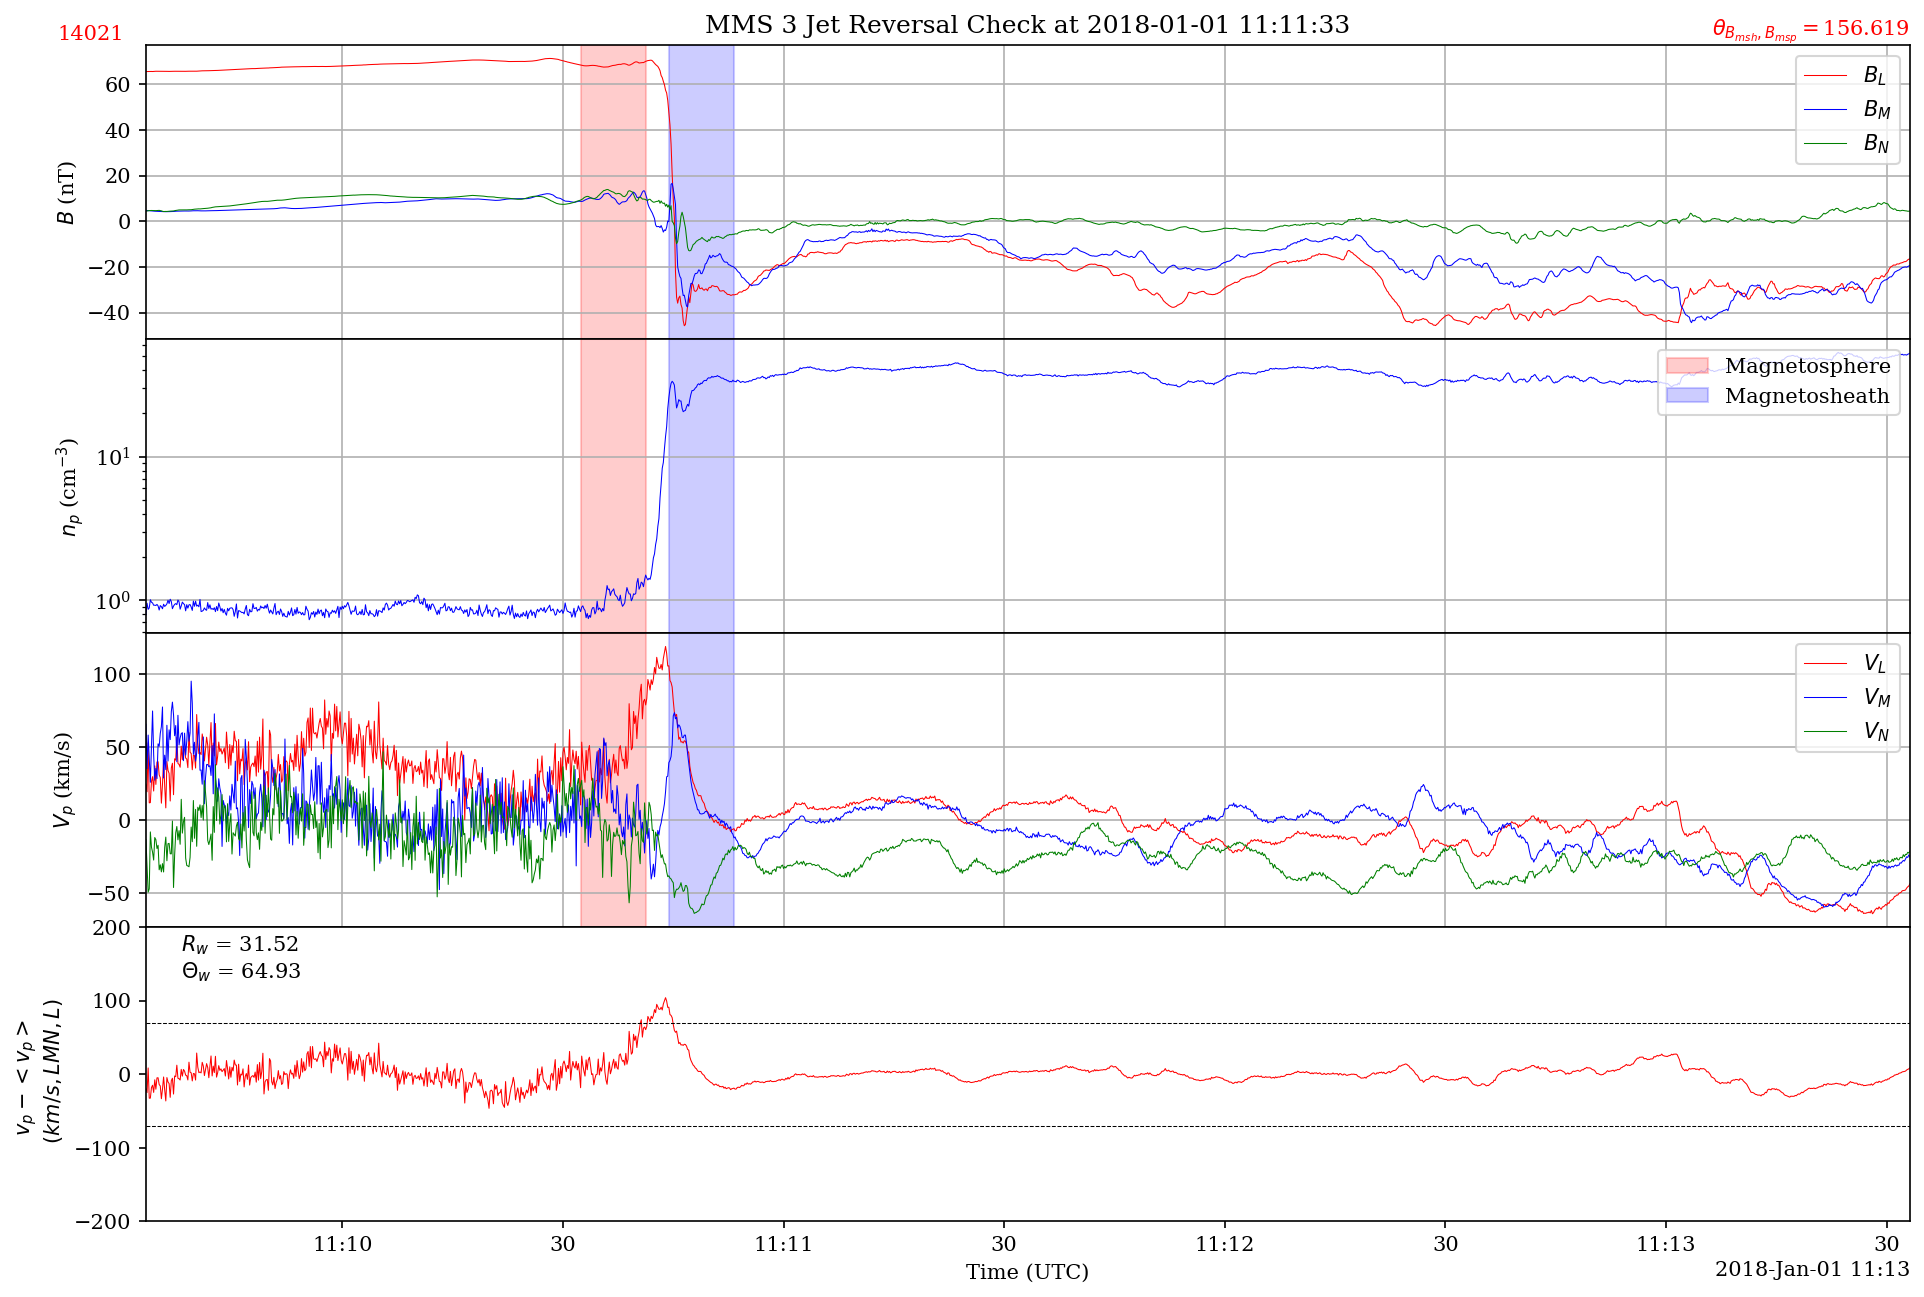 14021
MMS 3 Jet Reversal Check at 2018-01-01 11:11:33
θ_{B_{msh}, B_{msp}} = 156.619
B (nT)
60
40
20
0
−20
−40
B_L
B_M
B_N
n_p (cm^{−3})
10^1
10^0
Magnetosphere
Magnetosheath
V_p (km/s)
100
50
0
−50
V_L
V_M
V_N
v_p − < v_p >
(km/s, LMN, L)
200
100
0
−100
−200
R_w = 31.52
Θ_w = 64.93
11:10 30 11:11 30 11:12 30 11:13 30
Time (UTC)
2018-Jan-01 11:13